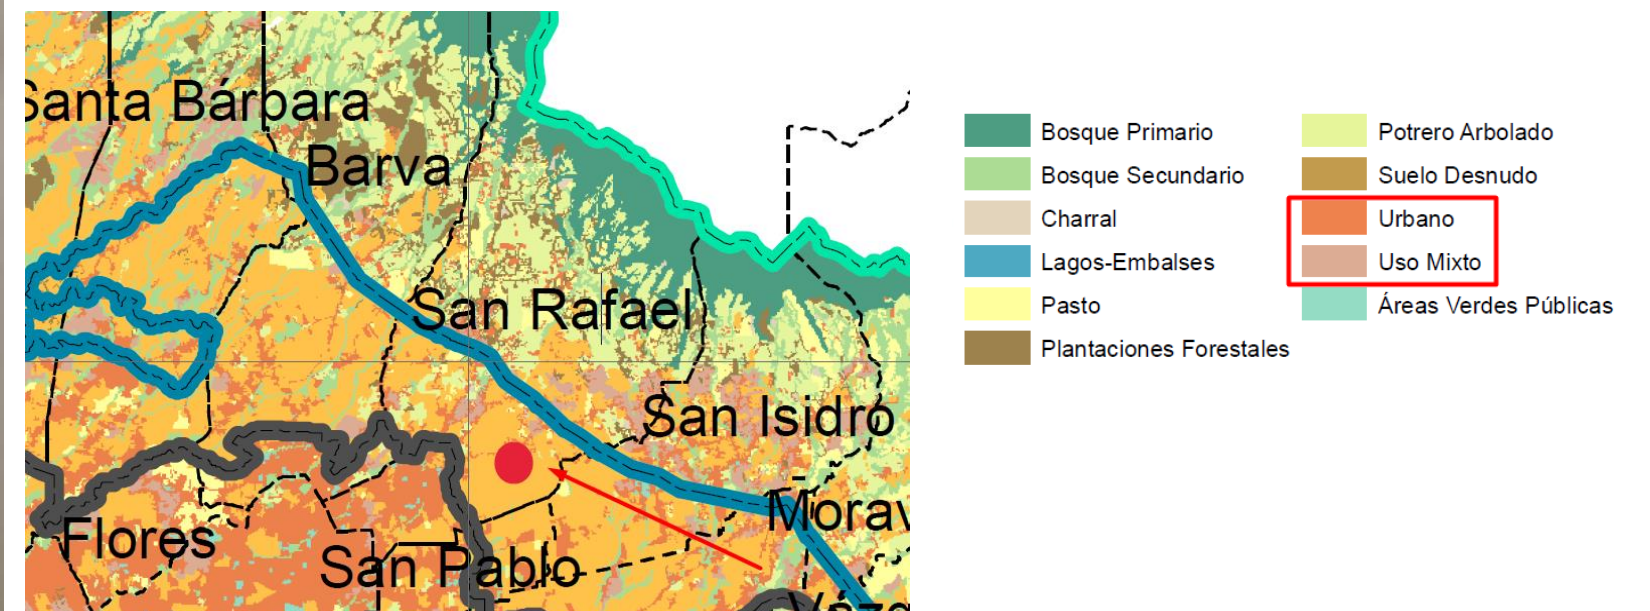 Santa Bárbara
Barva
San Rafael
San Isidro
Flores
San Pablo
Bosque Primario
Bosque Secundario
Charral
Lagos-Embalses
Pasto
Plantaciones Forestales
Potrero Arbolado
Suelo Desnudo
Urbano
Uso Mixto
Áreas Verdes Públicas